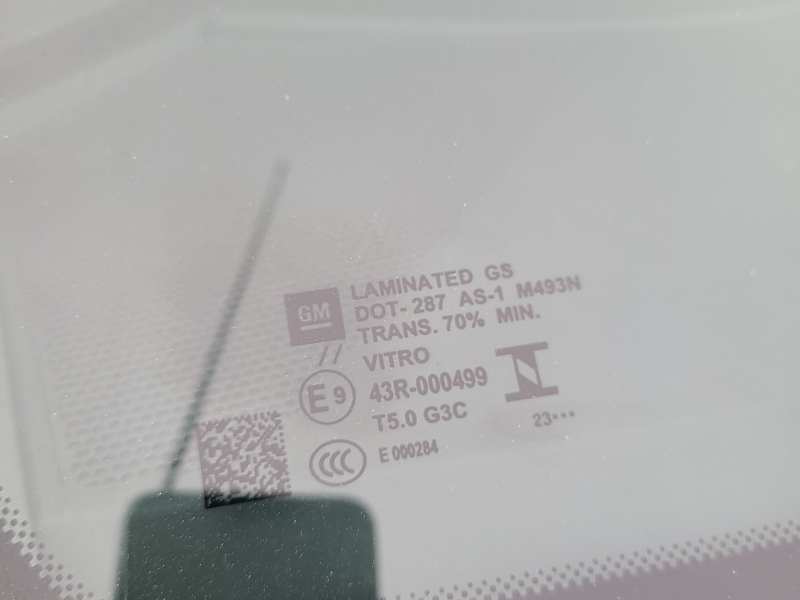 GM
LAMINATED GS
DOT-287 AS-1 M493N
TRANS. 70% MIN.
// VITRO
E9 43R-000499
T5.0 G3C
23•••
CCC E 000284